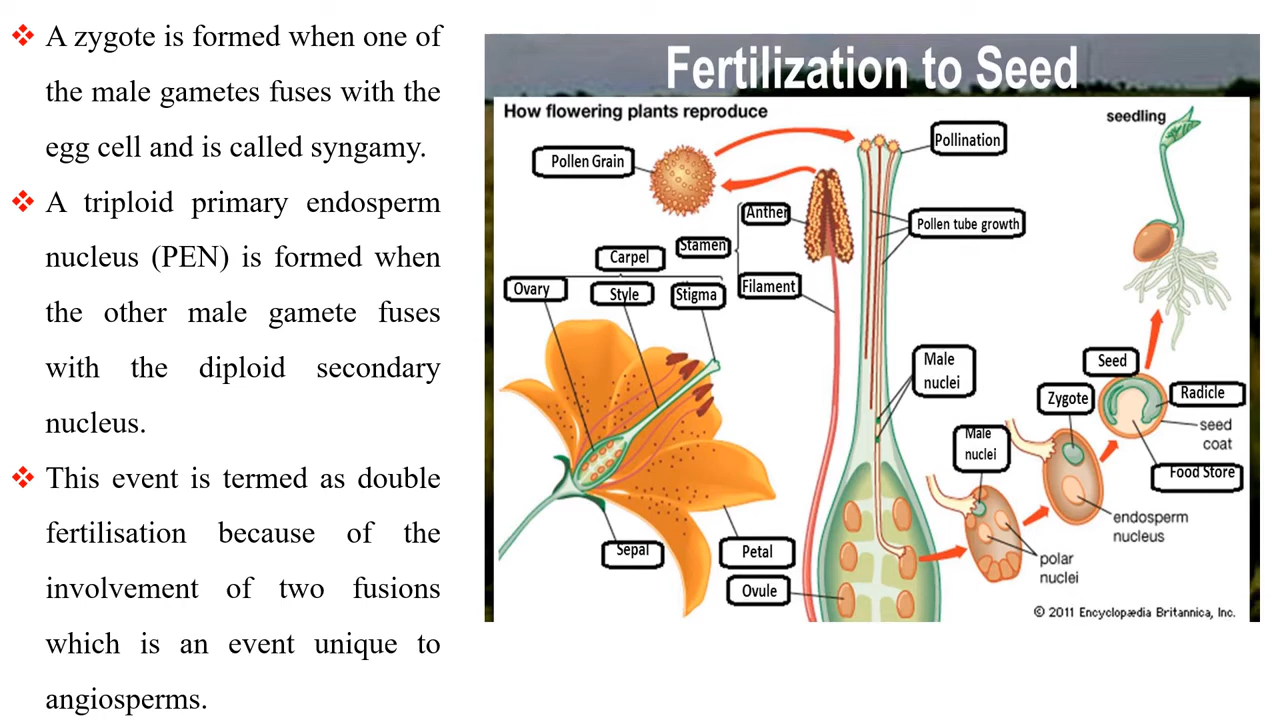 ❖ A zygote is formed when one of
the male gametes fuses with the
egg cell and is called syngamy.
❖ A triploid primary endosperm
nucleus (PEN) is formed when
the other male gamete fuses
with the diploid secondary
nucleus.
❖ This event is termed as double
fertilisation because of the
involvement of two fusions
which is an event unique to
angiosperms.
Fertilization to Seed
How flowering plants reproduce
seedling
Pollen Grain
Pollination
Anther
Stamen
Pollen tube growth
Carpel
Filament
Ovary
Style
Stigma
Male
nuclei
Seed
Zygote
Radicle
seed
coat
Male
nuclei
Food Store
endosperm
nucleus
Sepal
Petal
polar
nuclei
Ovule
© 2011 Encyclopædia Britannica, Inc.